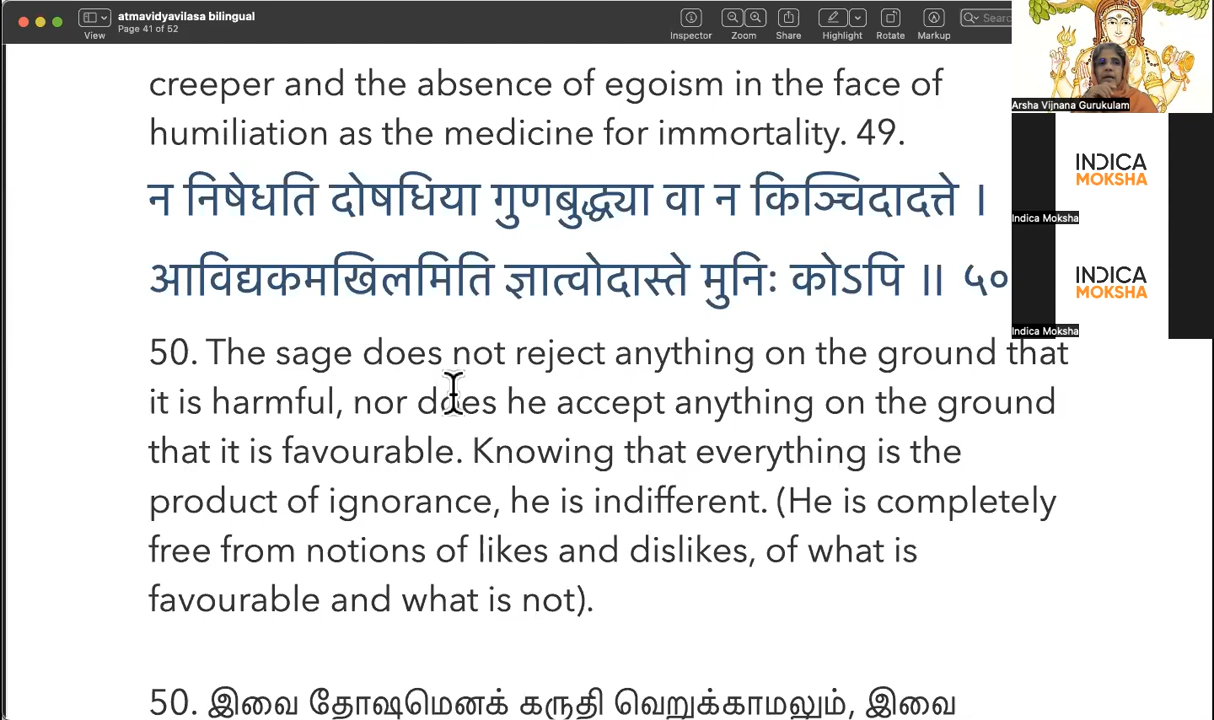 atmavidyavilasa bilingual
Page 41 of 52
View
Inspector
Zoom
Share
Highlight
Rotate
Markup
Searc
creeper and the absence of egoism in the face of
humiliation as the medicine for immortality. 49.
न निषेधति दोषधिया गुणबुद्ध्या वा न किञ्चिदादत्ते ।
आविद्यकमखिलमिति ज्ञात्वोदास्ते मुनिः कोऽपि ॥ ५०
50. The sage does not reject anything on the ground that
it is harmful, nor does he accept anything on the ground
that it is favourable. Knowing that everything is the
product of ignorance, he is indifferent. (He is completely
free from notions of likes and dislikes, of what is
favourable and what is not).
50. இவை தோஷமெனக் கருதி வெறுக்காமலும், இவை
Arsha Vijnana Gurukulam
INDICA
MOKSHA
Indica Moksha
INDICA
MOKSHA
Indica Moksha